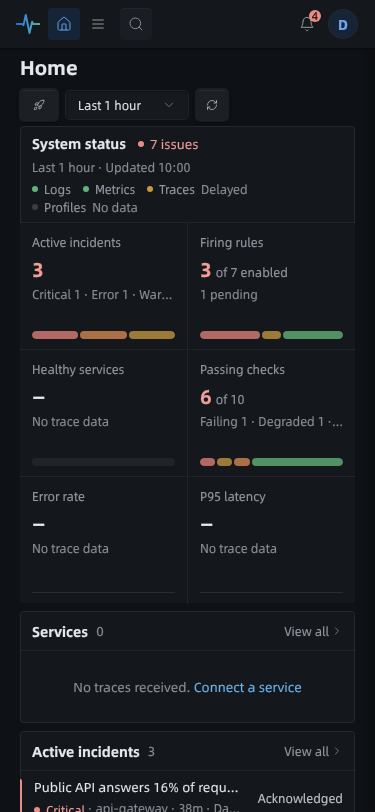 4
D
Home
Last 1 hour
System status 7 issues
Last 1 hour · Updated 10:00
Logs Metrics Traces Delayed
Profiles No data
Active incidents
3
Critical 1 · Error 1 · War...
Firing rules
3 of 7 enabled
1 pending
Healthy services
–
No trace data
Passing checks
6 of 10
Failing 1 · Degraded 1 ·...
Error rate
–
No trace data
P95 latency
–
No trace data
Services 0 View all
No traces received. Connect a service
Active incidents 3 View all
Public API answers 16% of requ...
Acknowledged
Critical · api-gateway · 38m · Da...